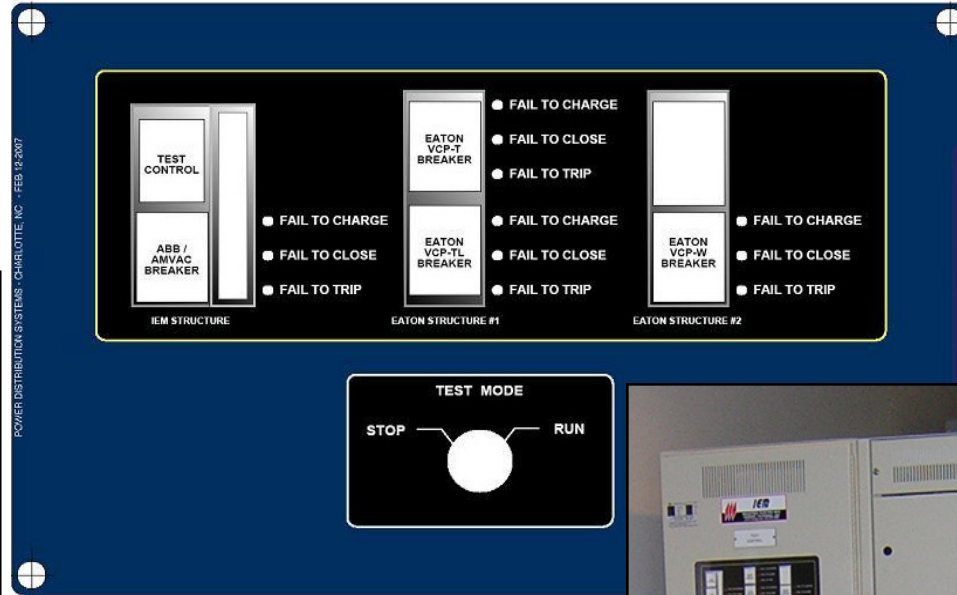 POWER DISTRIBUTION SYSTEMS - CHARLOTTE, NC - FEB 12-2007
TEST
CONTROL
ABB /
AMVAC
BREAKER
FAIL TO CHARGE
FAIL TO CLOSE
FAIL TO TRIP
IEM STRUCTURE
EATON
VCP-T
BREAKER
FAIL TO CHARGE
FAIL TO CLOSE
FAIL TO TRIP
EATON
VCP-TL
BREAKER
FAIL TO CHARGE
FAIL TO CLOSE
FAIL TO TRIP
EATON STRUCTURE #1
EATON
VCP-W
BREAKER
FAIL TO CHARGE
FAIL TO CLOSE
FAIL TO TRIP
EATON STRUCTURE #2
TEST MODE
STOP
RUN
IEM
TEST
CONTROL